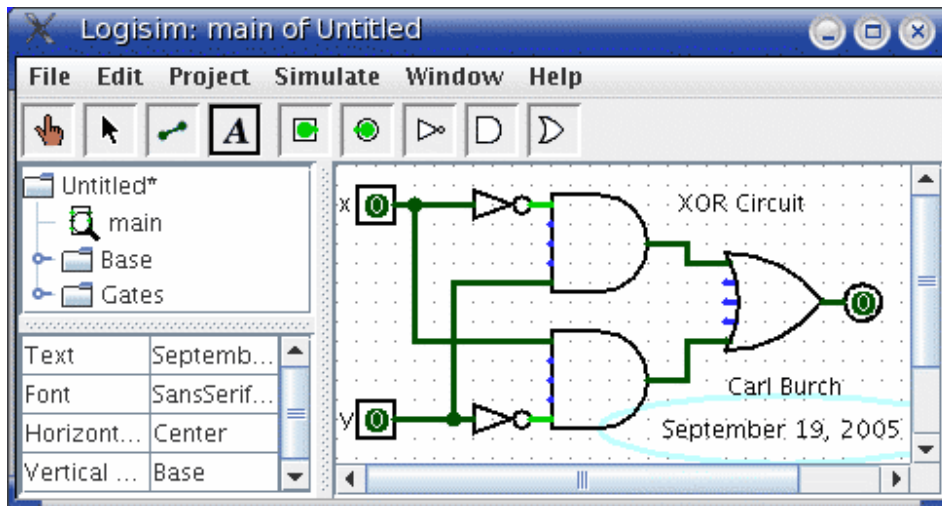 Logisim: main of Untitled
File Edit Project Simulate Window Help
A
Untitled*
main
Base
Gates
Text Septemb...
Font SansSerif...
Horizont... Center
Vertical ... Base
x 0
XOR Circuit
0
y 0
Carl Burch
September 19, 2005